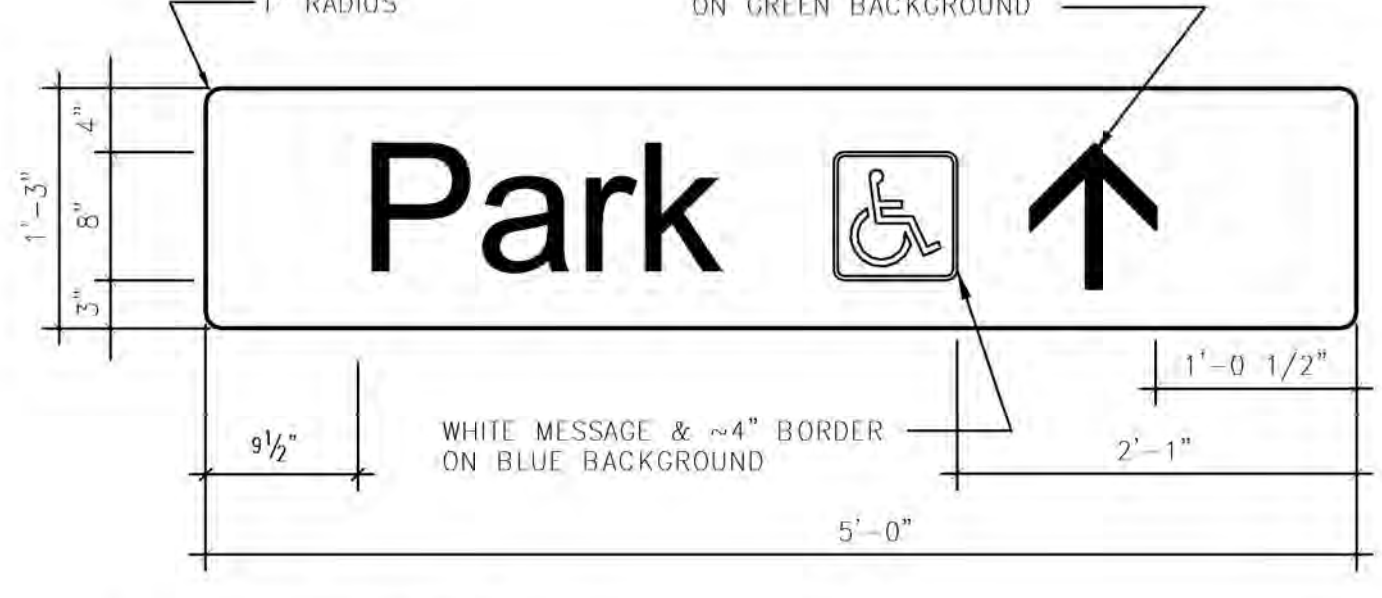 1" RADIUS
ON GREEN BACKGROUND
4"
1'-3"
8"
3"
Park
1'-0 1/2"
9½"
WHITE MESSAGE & ~4" BORDER
ON BLUE BACKGROUND
2'-1"
5'-0"